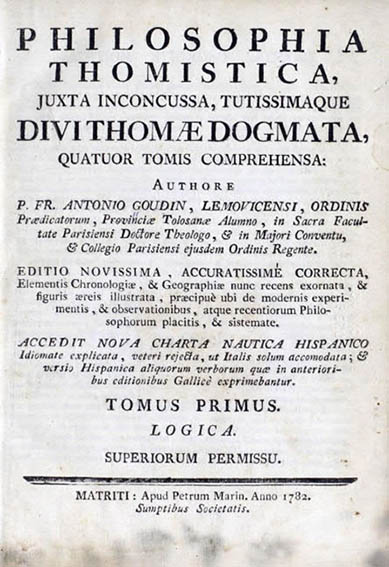 PHILOSOPHIA
THOMISTICA,
JUXTA INCONCUSSA, TUTISSIMAQUE
DIVI THOMÆ DOGMATA,
QUATUOR TOMIS COMPREHENSA:
AUTHORE
P. FR. ANTONIO GOUDIN, LEMOVICENSI, ORDINIS
Prædicatorum, Provinciæ Tolosanæ Alumno, in Sacra Facul-
tate Parisiensi Doctore Theologo, & in Majori Conventu,
& Collegio Parisiensi ejusdem Ordinis Regente.
EDITIO NOVISSIMA, ACCURATISSIMÈ CORRECTA,
Elementis Chronologiæ, & Geographiæ nunc recens exornata, &
figuris æreis illustrata, præcipuè ubi de modernis experi-
mentis, & observationibus, atque recentiorum Philo-
sophorum placitis, & sistemate.
ACCEDIT NOVA CHARTA NAUTICA HISPANICO
Idiomate explicata, veteri rejecta, ut Italis solum accomodata; &
versio Hispanica aliquorum verborum quæ in anteriori-
bus editionibus Gallicè exprimebantur.
TOMUS PRIMUS.
LOGICA.
SUPERIORUM PERMISSU.
MATRITI: Apud Petrum Marin. Anno 1782.
Sumptibus Societatis.